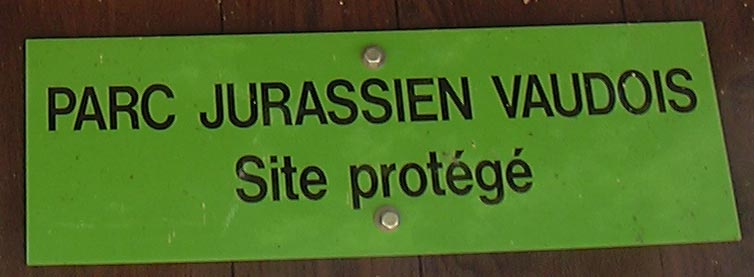 PARC JURASSIEN VAUDOIS
Site protégé